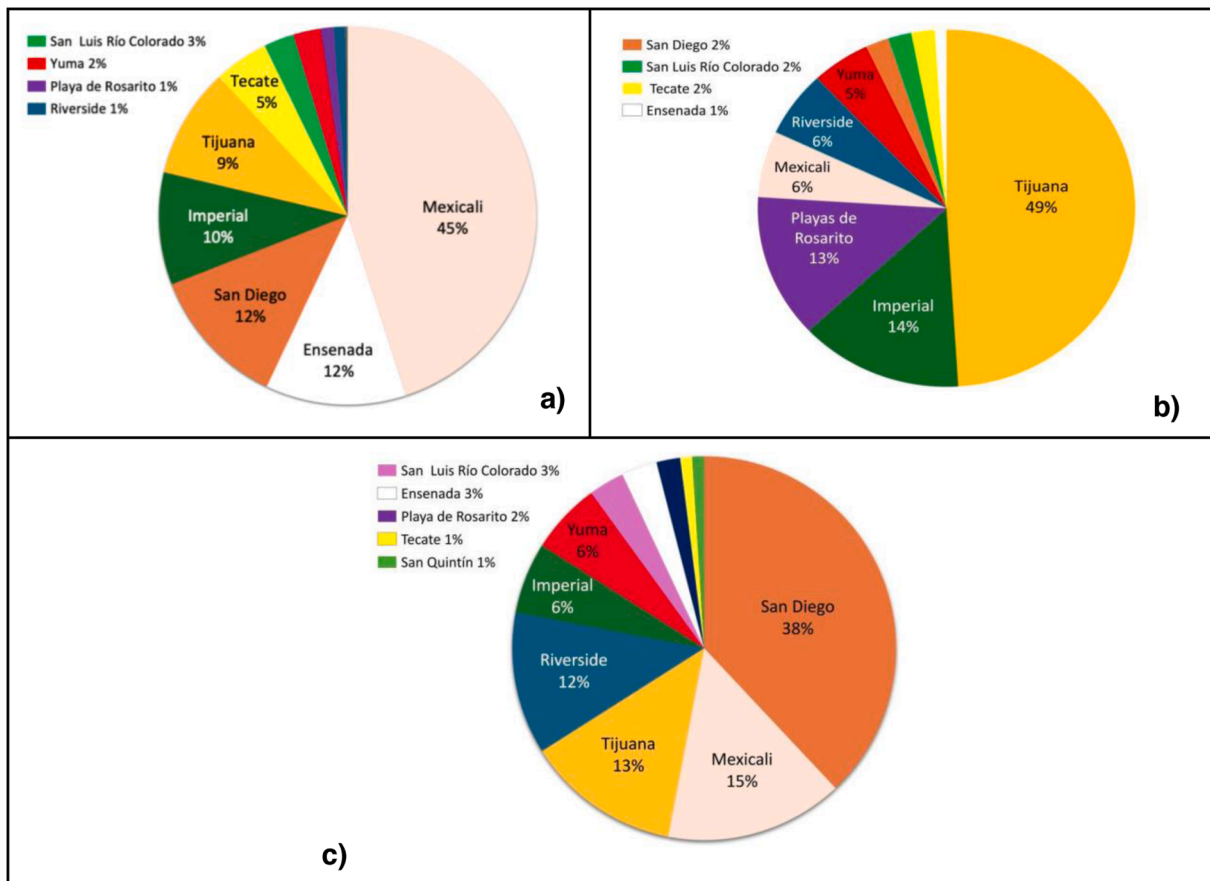 San Luis Río Colorado 3%
Yuma 2%
Playa de Rosarito 1%
Riverside 1%
Tecate
5%
Tijuana
9%
Imperial
10%
San Diego
12%
Ensenada
12%
Mexicali
45%
a)
San Diego 2%
San Luis Río Colorado 2%
Tecate 2%
Ensenada 1%
Yuma
5%
Riverside
6%
Mexicali
6%
Playas de
Rosarito
13%
Imperial
14%
Tijuana
49%
b)
San Luis Río Colorado 3%
Ensenada 3%
Playa de Rosarito 2%
Tecate 1%
San Quintín 1%
Yuma
6%
Imperial
6%
Riverside
12%
Tijuana
13%
Mexicali
15%
San Diego
38%
c)